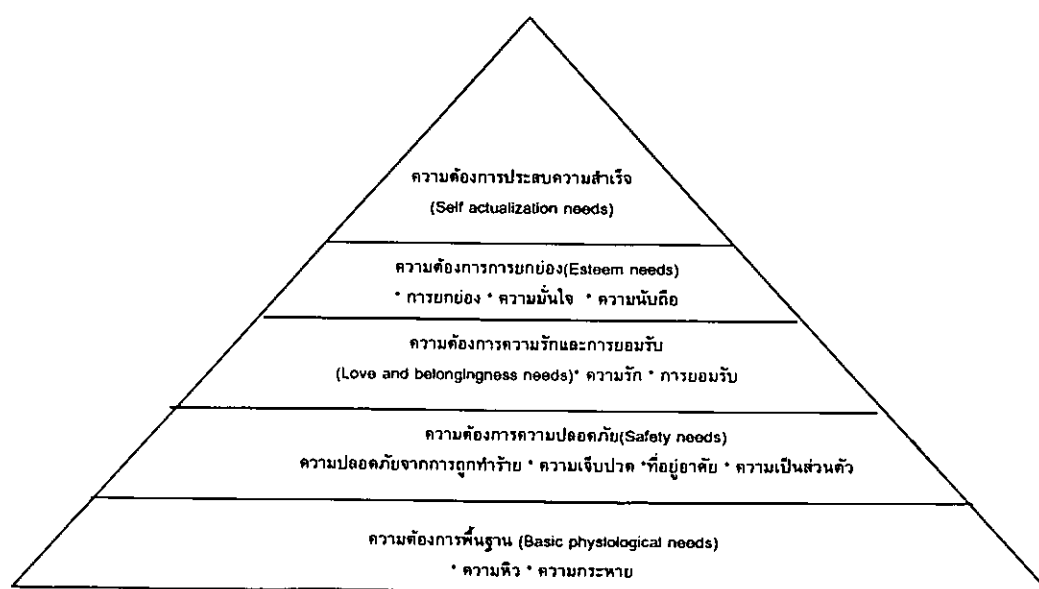 ความต้องการประสบความสำเร็จ
(Self actualization needs)
ความต้องการการยกย่อง(Esteem needs)
* การยกย่อง * ความมั่นใจ * ความนับถือ
ความต้องการความรักและการยอมรับ
(Love and belongingness needs)* ความรัก * การยอมรับ
ความต้องการความปลอดภัย(Safety needs)
ความปลอดภัยจากการถูกทำร้าย * ความเจ็บปวด *ที่อยู่อาศัย * ความเป็นส่วนตัว
ความต้องการพื้นฐาน (Basic physiological needs)
* ความหิว * ความกระหาย